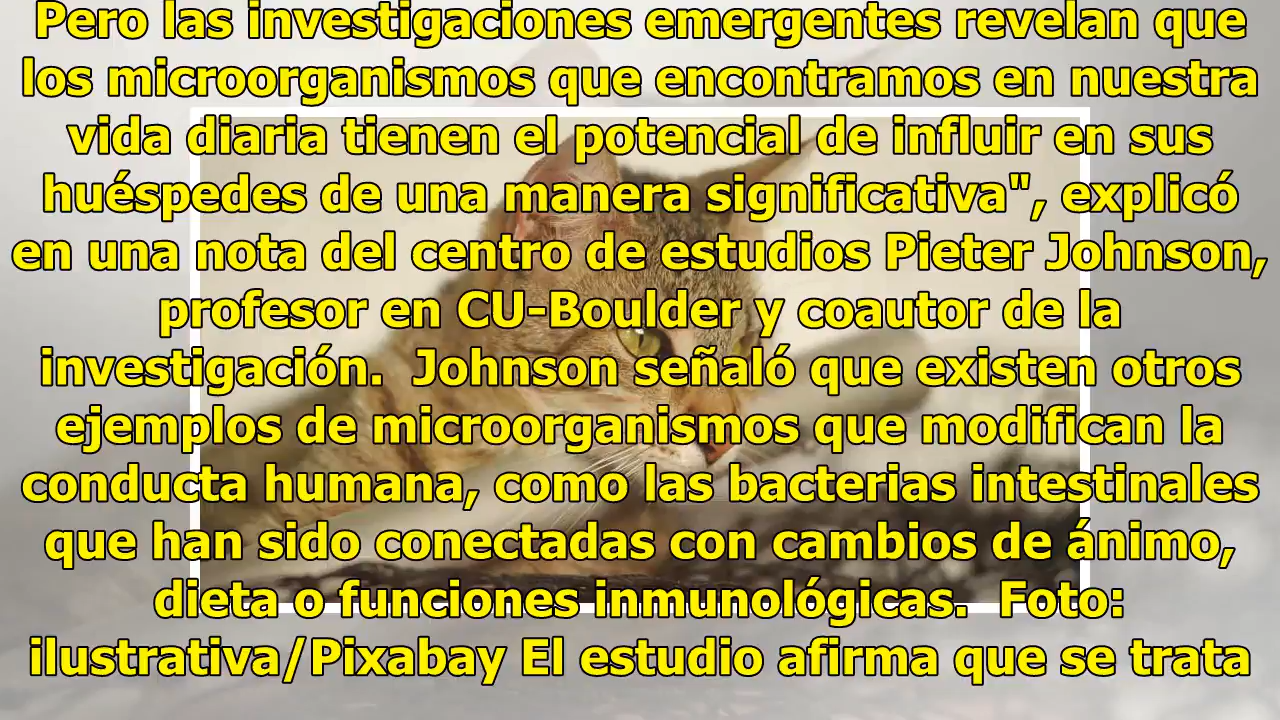 Pero las investigaciones emergentes revelan que
los microorganismos que encontramos en nuestra
vida diaria tienen el potencial de influir en sus
huéspedes de una manera significativa", explicó
en una nota del centro de estudios Pieter Johnson,
profesor en CU-Boulder y coautor de la
investigación.  Johnson señaló que existen otros
ejemplos de microorganismos que modifican la
conducta humana, como las bacterias intestinales
que han sido conectadas con cambios de ánimo,
dieta o funciones inmunológicas.  Foto:
ilustrativa/Pixabay El estudio afirma que se trata